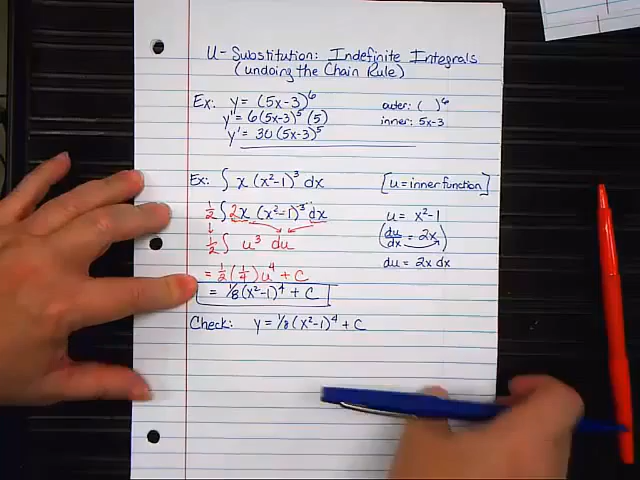 U - Substitution: Indefinite Integrals
(undoing the Chain Rule)
Ex: y = (5x-3)⁶
outer: ( )⁶
y' = 6(5x-3)⁵ (5)
inner: 5x-3
y' = 30(5x-3)⁵
Ex: ∫ x (x²-1)³ dx
[u = inner function]
½ ∫ 2x (x²-1)³ dx
u = x²-1
↓
(du/dx = 2x)
½ ∫ u³ du
du = 2x dx
= ½ (¼) u⁴ + C
= ⅛ (x²-1)⁴ + C
Check: y = ⅛ (x²-1)⁴ + C